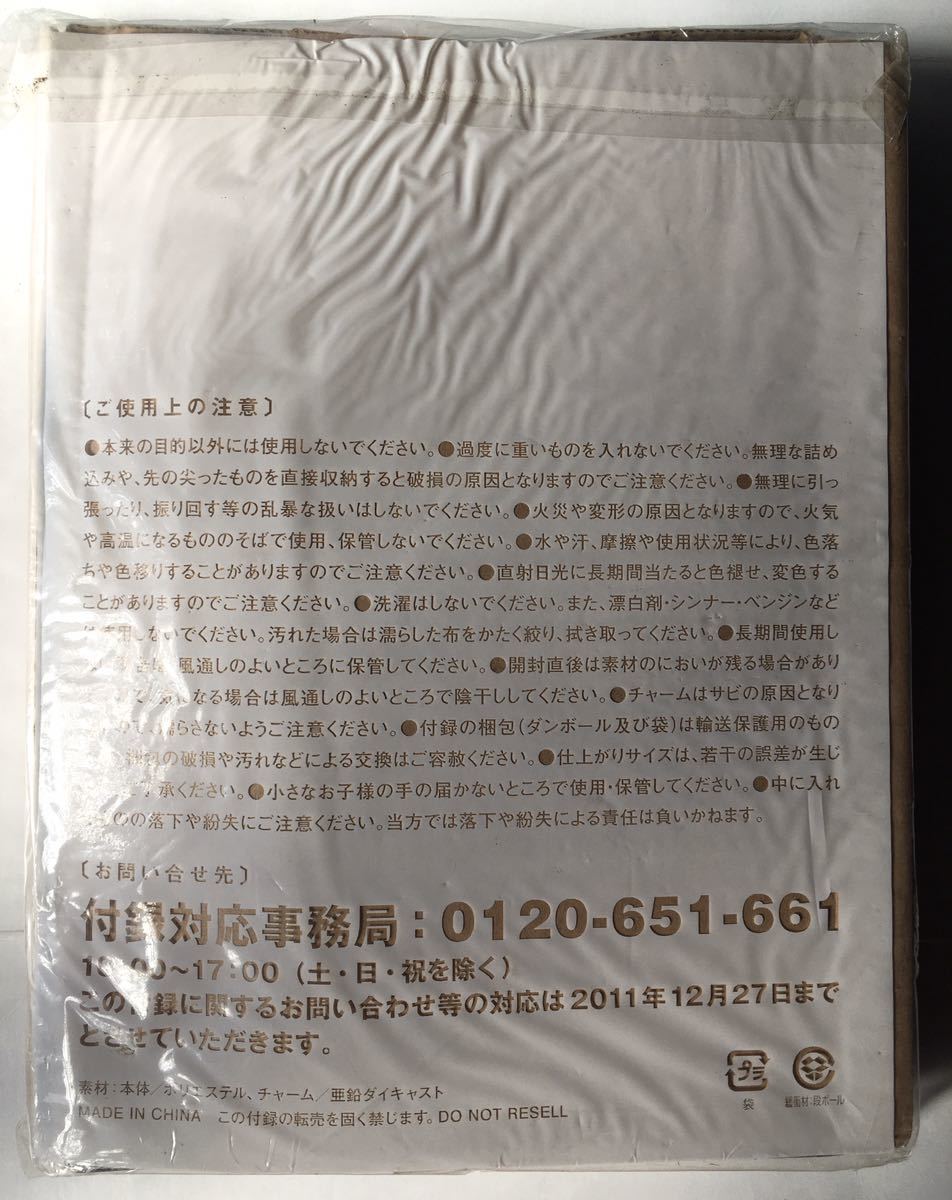 〔ご使用上の注意〕
●本来の目的以外には使用しないでください。●過度に重いものを入れないでください。無理な詰め
込みや、先の尖ったものを直接収納すると破損の原因となりますのでご注意ください。●無理に引っ
張ったり、振り回す等の乱暴な扱いはしないでください。●火災や変形の原因となりますので、火気
や高温になるもののそばで使用、保管しないでください。●水や汗、摩擦や使用状況等により、色落
ちや色移りすることがありますのでご注意ください。●直射日光に長期間当たると色褪せ、変色する
ことがありますのでご注意ください。●洗濯はしないでください。また、漂白剤・シンナー・ベンジンなど
は使用しないでください。汚れた場合は濡らした布をかたく絞り、拭き取ってください。●長期間使用し
風通しのよいところに保管してください。●開封直後は素材のにおいが残る場合があり
になる場合は風通しのよいところで陰干ししてください。●チャームはサビの原因となり
濡らさないようご注意ください。●付録の梱包(ダンボール及び袋)は輸送保護用のもの
の破損や汚れなどによる交換はご容赦ください。●仕上がりサイズは、若干の誤差が生じ
承ください。●小さなお子様の手の届かないところで使用・保管してください。●中に入れ
のの落下や紛失にご注意ください。当方では落下や紛失による責任は負いかねます。
〔お問い合せ先〕
付録対応事務局:0120-651-661
10:00~17:00(土・日・祝を除く)
この付録に関するお問い合わせ等の対応は2011年12月27日まで
とさせていただきます。
素材:本体/ポリエステル、チャーム/亜鉛ダイキャスト
MADE IN CHINA この付録の転売を固く禁じます。DO NOT RESELL
プラ
袋
紙面材:段ボール